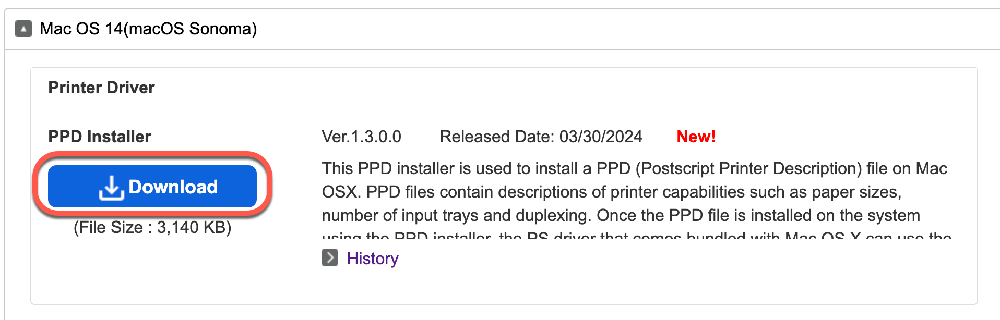 Mac OS 14(macOS Sonoma)
Printer Driver
PPD Installer
Ver.1.3.0.0 Released Date: 03/30/2024 New!
Download
(File Size : 3,140 KB)
This PPD installer is used to install a PPD (Postscript Printer Description) file on Mac
OSX. PPD files contain descriptions of printer capabilities such as paper sizes,
number of input trays and duplexing. Once the PPD file is installed on the system
using the PPD installer, the PS driver that comes bundled with Mac OS X can use the
History